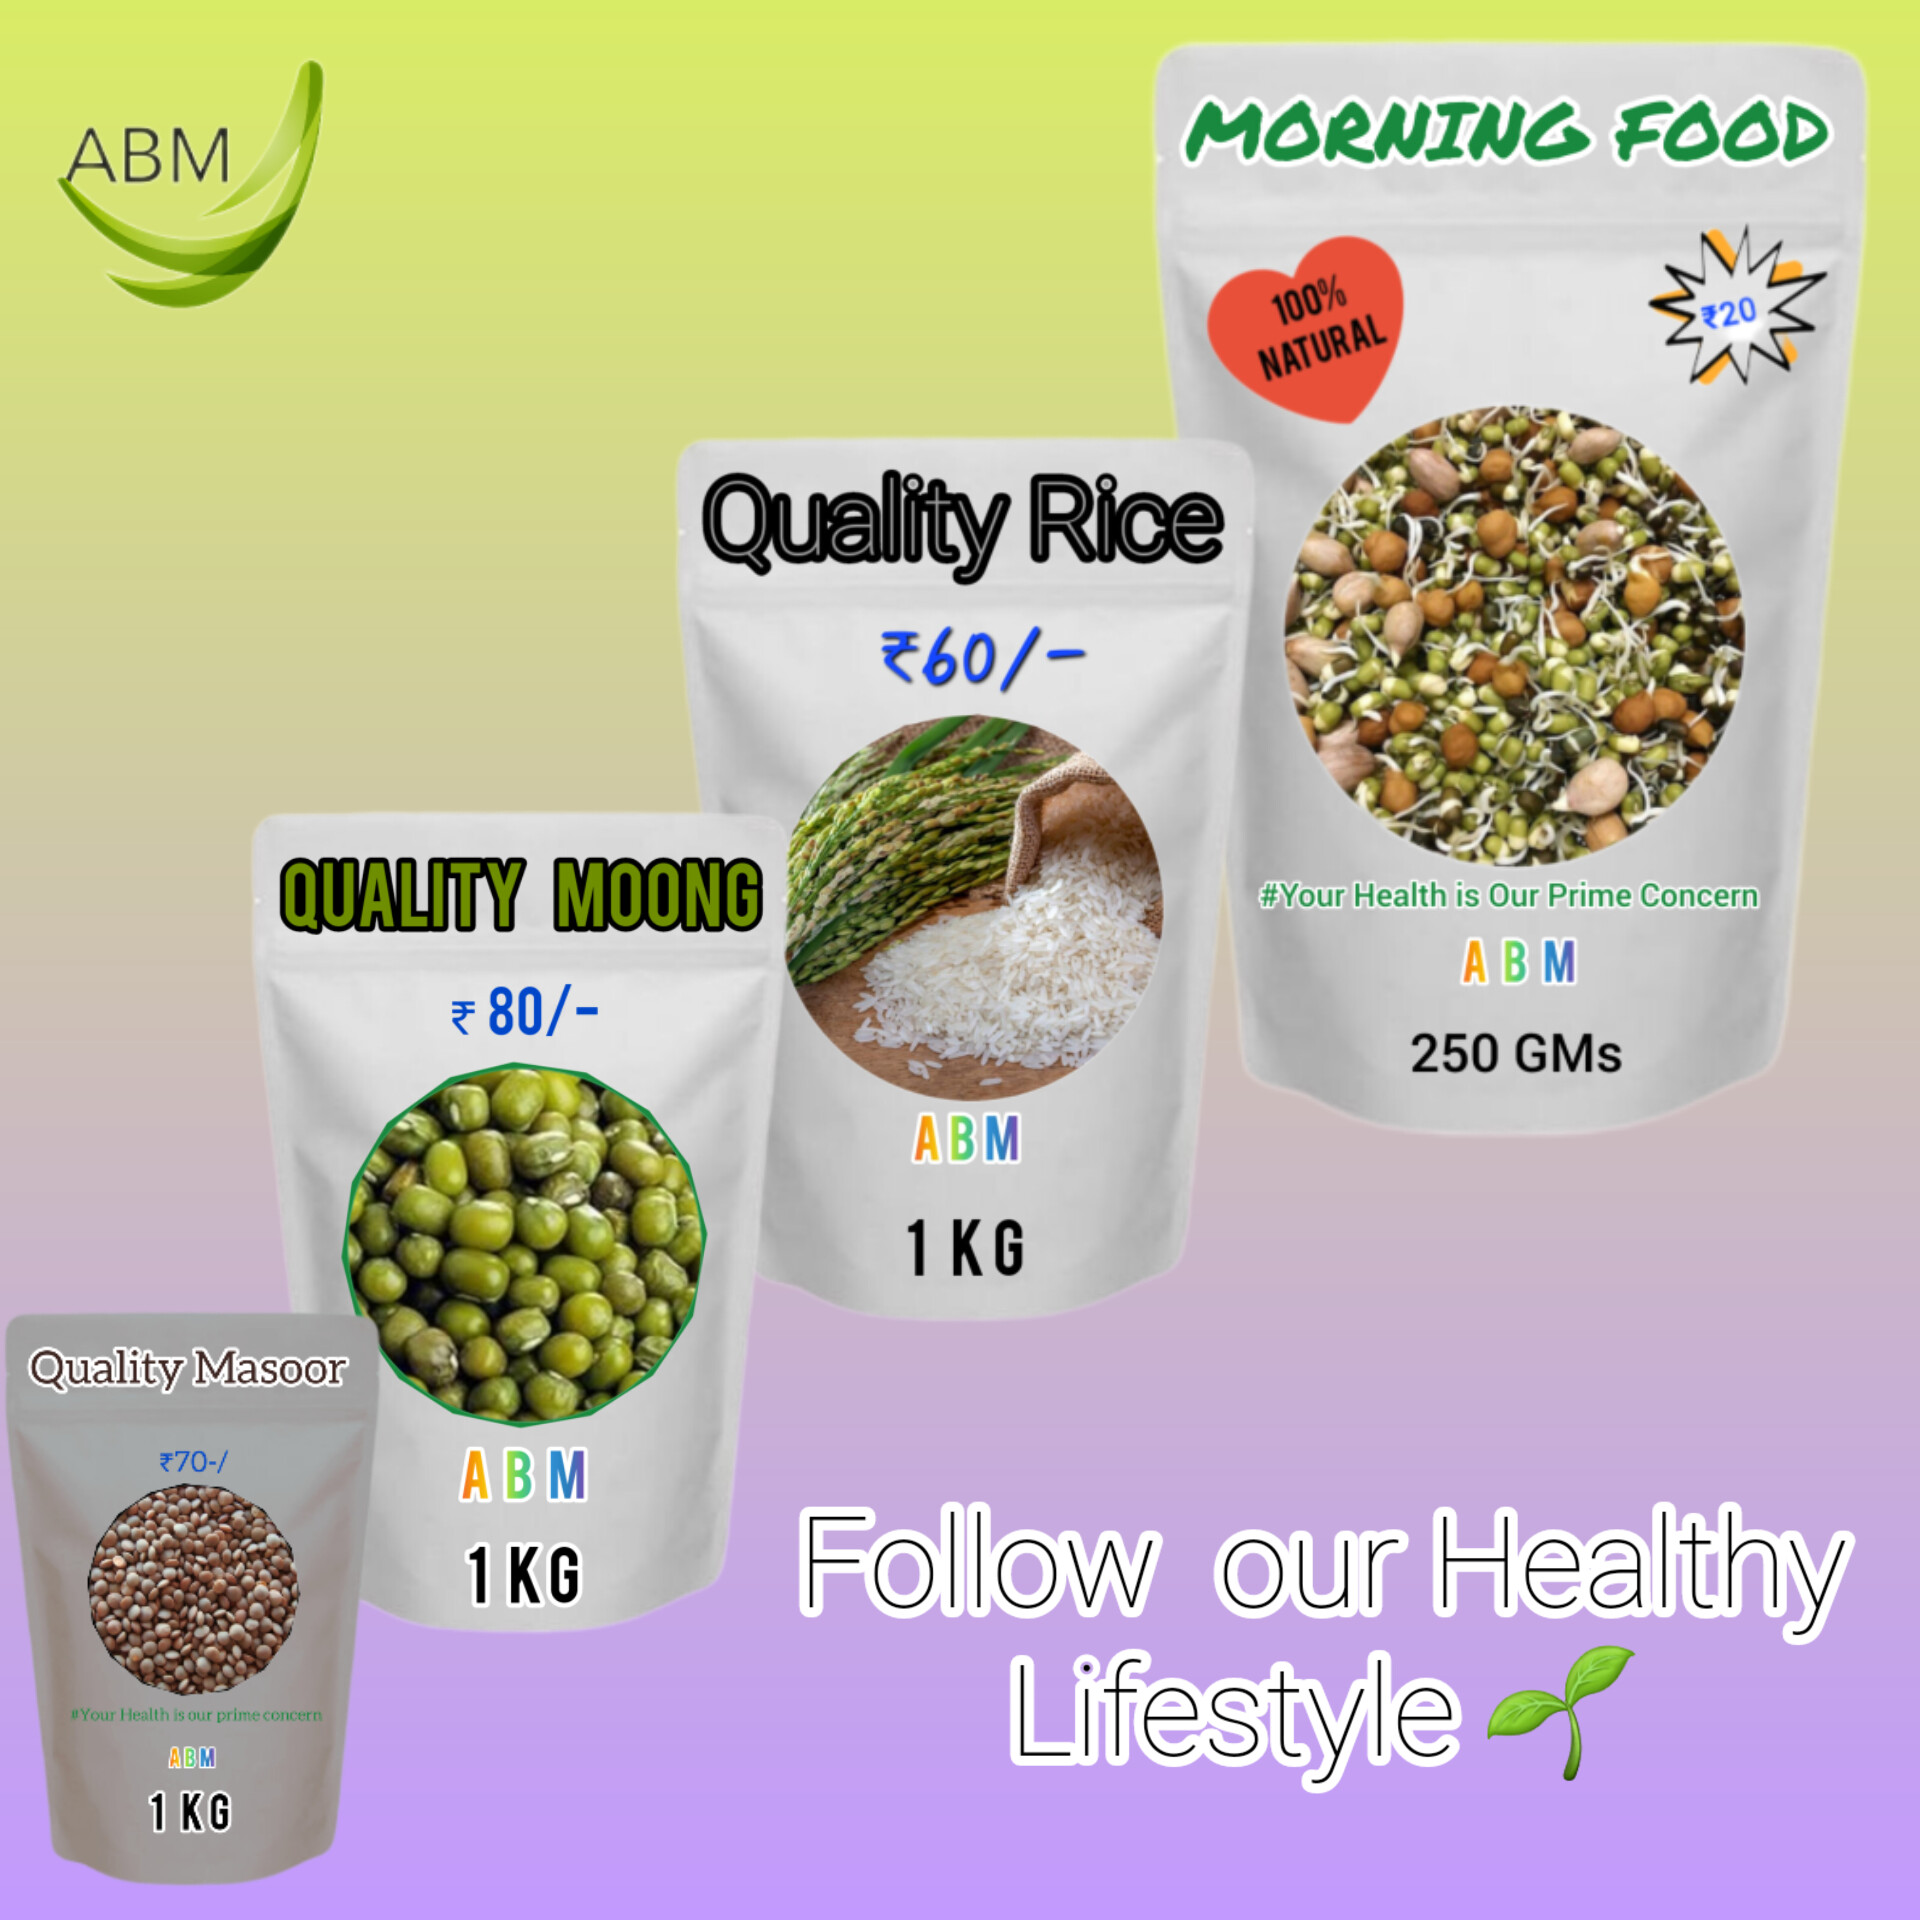 ABM
MORNING FOOD
100%
NATURAL
₹20
#Your Health is Our Prime Concern
A B M
250 GMs
Quality Rice
₹60/-
ABM
1 KG
QUALITY MOONG
₹ 80/-
A B M
1 KG
Quality Masoor
₹70-/
#Your Health is our prime concern
ABM
1 KG
Follow our Healthy
Lifestyle 🌱